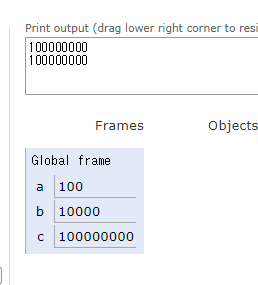 Print output (drag lower right corner to resi
100000000
100000000
Frames Objects
Global frame
a 100
b 10000
c 100000000